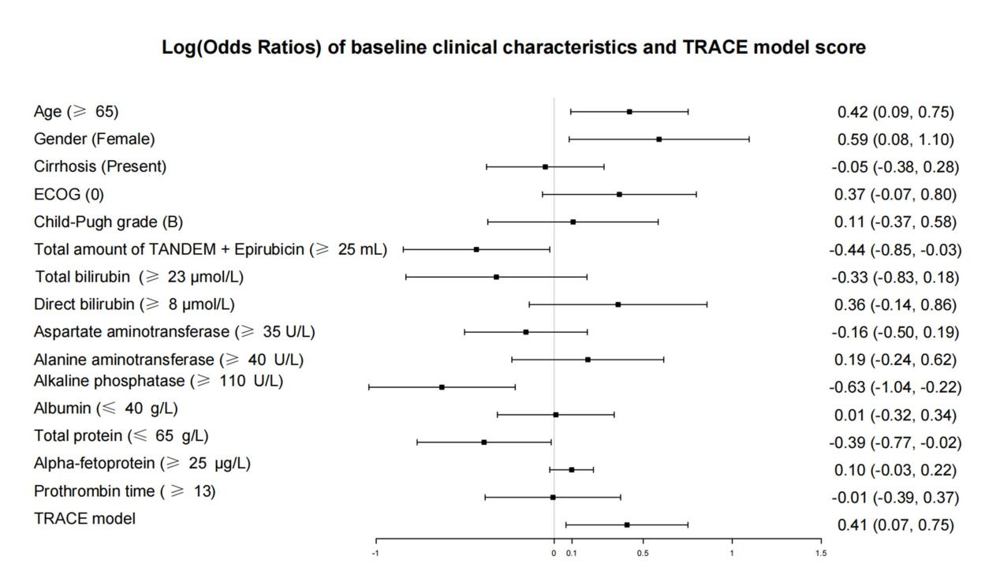 Log(Odds Ratios) of baseline clinical characteristics and TRACE model score
Age (⩾ 65) 0.42 (0.09, 0.75)
Gender (Female) 0.59 (0.08, 1.10)
Cirrhosis (Present) -0.05 (-0.38, 0.28)
ECOG (0) 0.37 (-0.07, 0.80)
Child-Pugh grade (B) 0.11 (-0.37, 0.58)
Total amount of TANDEM + Epirubicin (⩾ 25 mL) -0.44 (-0.85, -0.03)
Total bilirubin (⩾ 23 μmol/L) -0.33 (-0.83, 0.18)
Direct bilirubin (⩾ 8 μmol/L) 0.36 (-0.14, 0.86)
Aspartate aminotransferase (⩾ 35 U/L) -0.16 (-0.50, 0.19)
Alanine aminotransferase (⩾ 40 U/L) 0.19 (-0.24, 0.62)
Alkaline phosphatase (⩾ 110 U/L) -0.63 (-1.04, -0.22)
Albumin (⩽ 40 g/L) 0.01 (-0.32, 0.34)
Total protein (⩽ 65 g/L) -0.39 (-0.77, -0.02)
Alpha-fetoprotein (⩾ 25 μg/L) 0.10 (-0.03, 0.22)
Prothrombin time ( ⩾ 13) -0.01 (-0.39, 0.37)
TRACE model 0.41 (0.07, 0.75)
-1 0 0.1 0.5 1 1.5